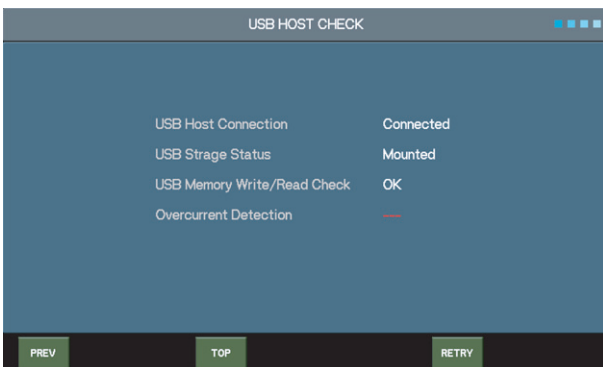 USB HOST CHECK
USB Host Connection Connected
USB Strage Status Mounted
USB Memory Write/Read Check OK
Overcurrent Detection —
PREV TOP RETRY